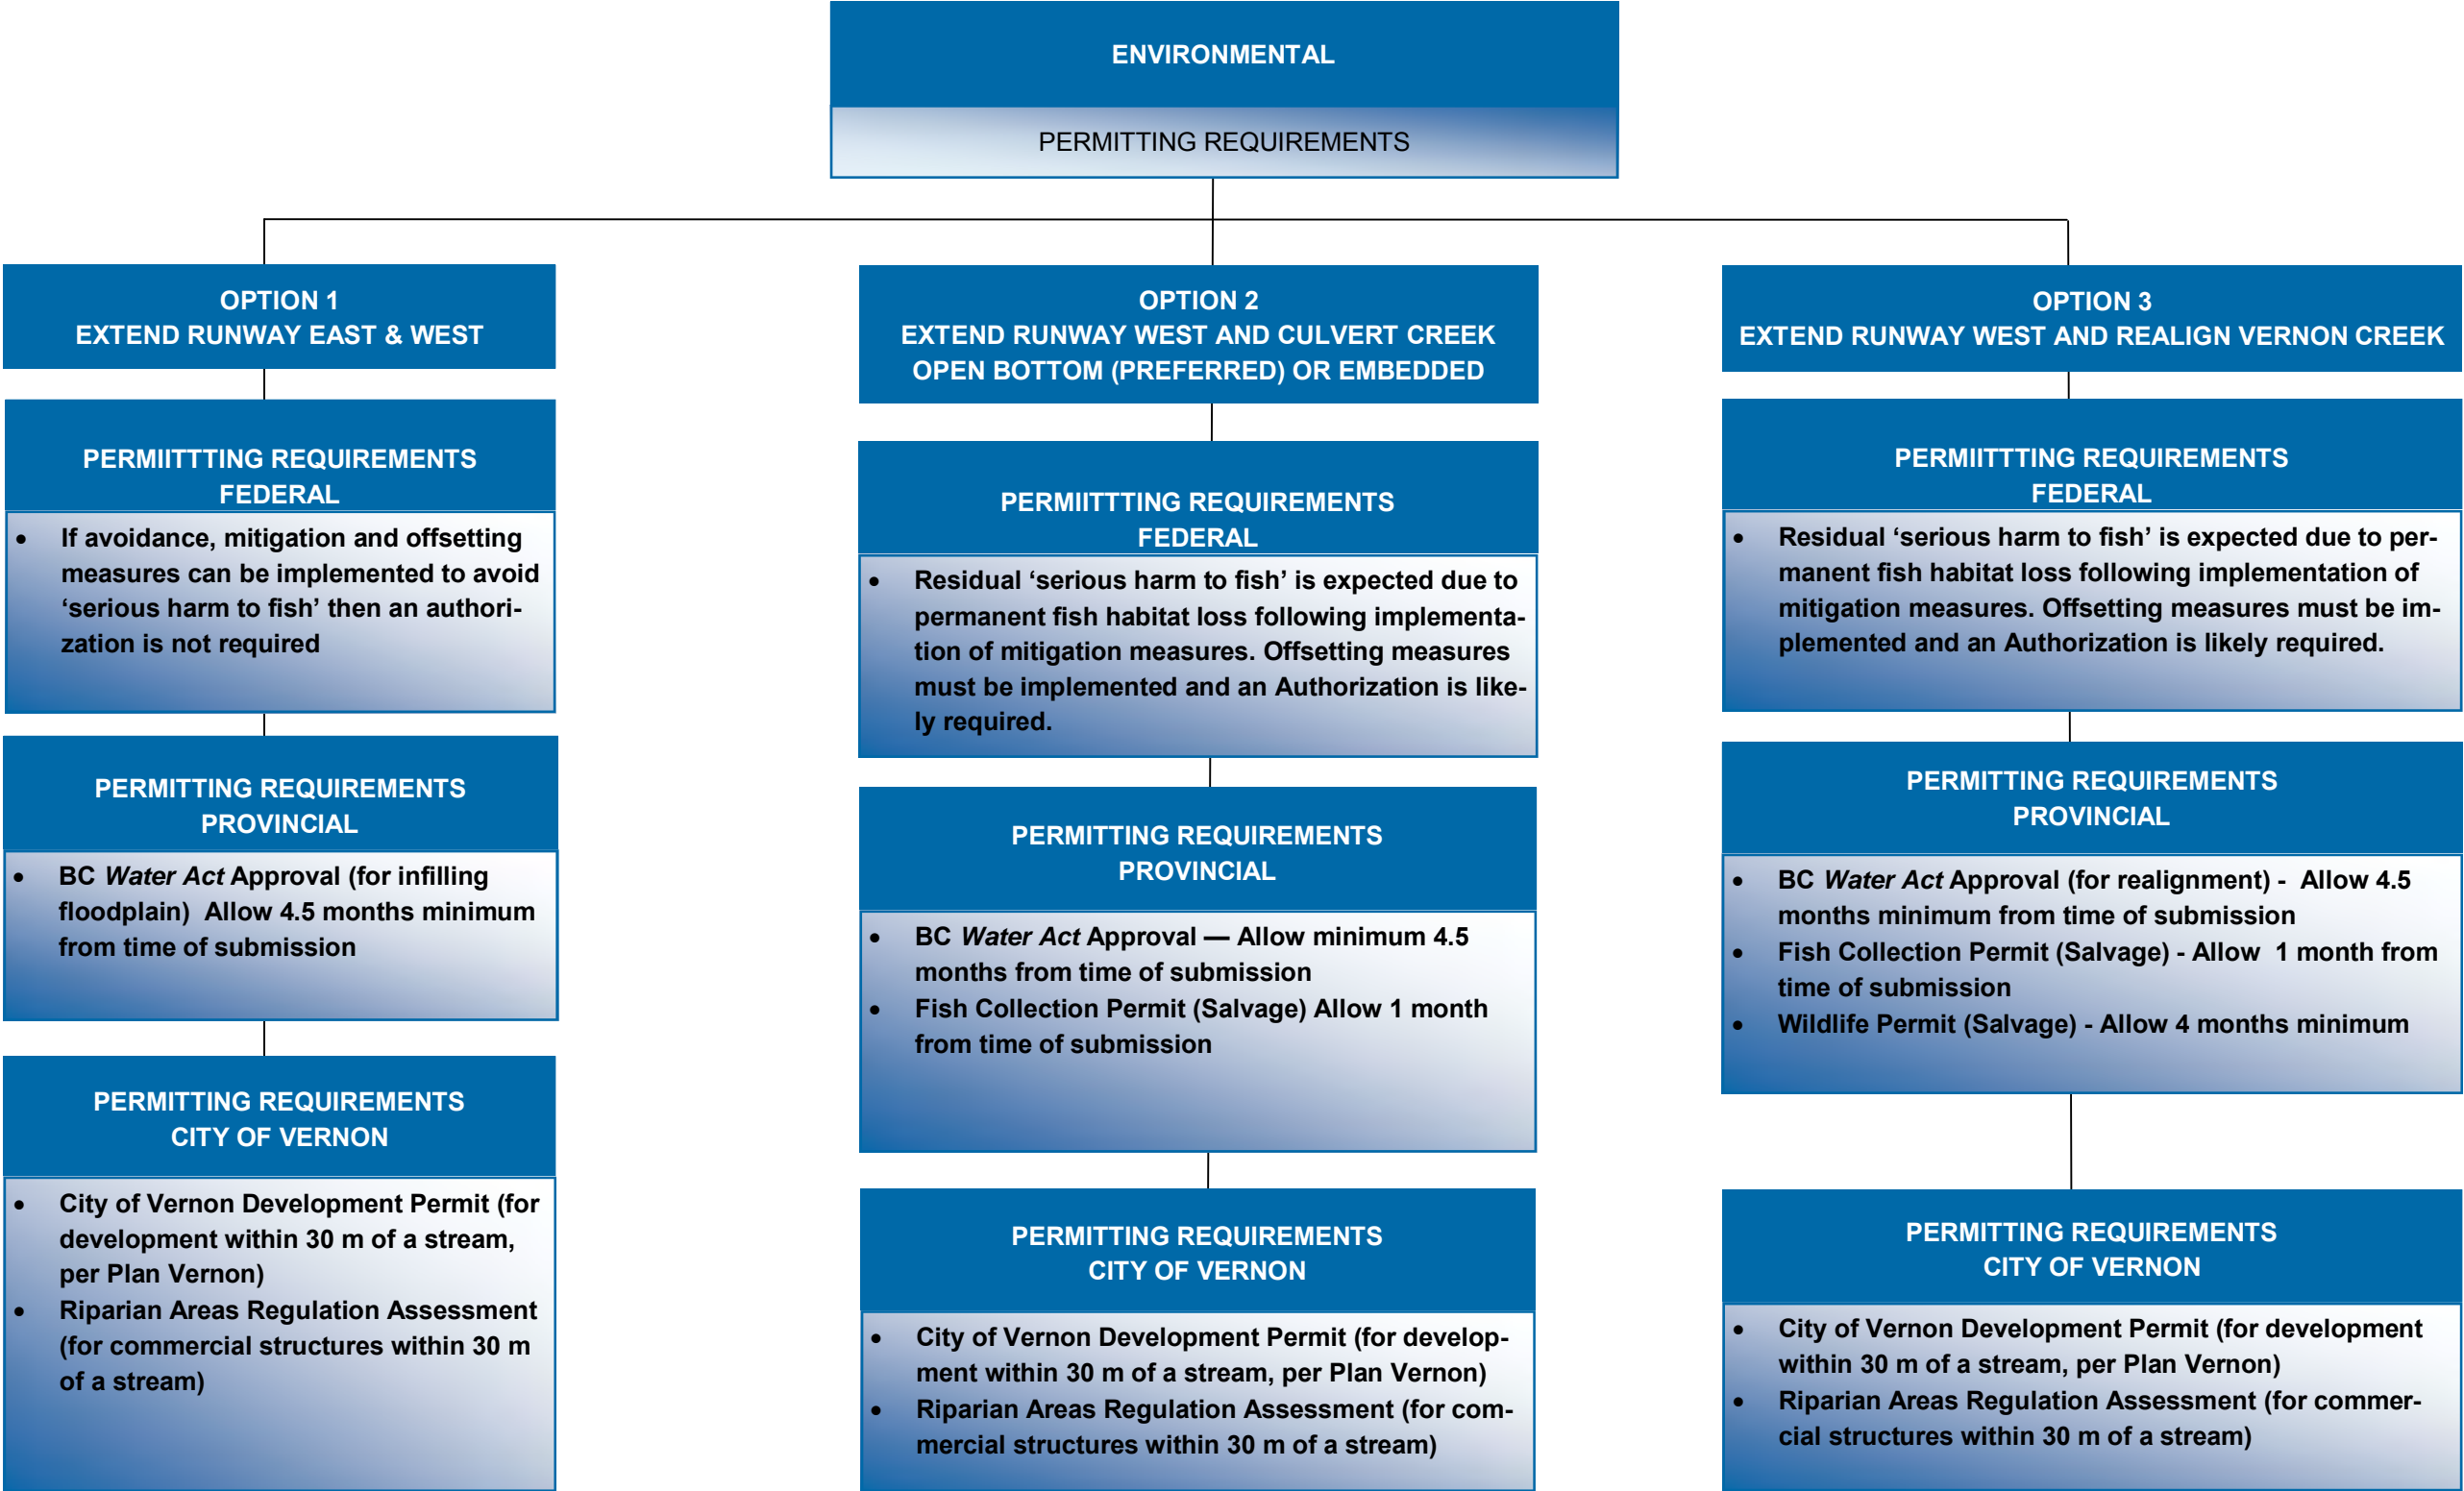 ENVIRONMENTAL
PERMITTING REQUIREMENTS
OPTION 1
EXTEND RUNWAY EAST & WEST
PERMIITTTING REQUIREMENTS
FEDERAL
• If avoidance, mitigation and offsetting
measures can be implemented to avoid
‘serious harm to fish’ then an authori-
zation is not required
PERMITTING REQUIREMENTS
PROVINCIAL
• BC Water Act Approval (for infilling
floodplain)  Allow 4.5 months minimum
from time of submission
PERMITTING REQUIREMENTS
CITY OF VERNON
• City of Vernon Development Permit (for
development within 30 m of a stream,
per Plan Vernon)
• Riparian Areas Regulation Assessment
(for commercial structures within 30 m
of a stream)
OPTION 2
EXTEND RUNWAY WEST AND CULVERT CREEK
OPEN BOTTOM (PREFERRED) OR EMBEDDED
PERMIITTTING REQUIREMENTS
FEDERAL
• Residual ‘serious harm to fish’ is expected due to
permanent fish habitat loss following implementa-
tion of mitigation measures. Offsetting measures
must be implemented and an Authorization is like-
ly required.
PERMITTING REQUIREMENTS
PROVINCIAL
• BC Water Act Approval — Allow minimum 4.5
months from time of submission
• Fish Collection Permit (Salvage) Allow 1 month
from time of submission
PERMITTING REQUIREMENTS
CITY OF VERNON
• City of Vernon Development Permit (for develop-
ment within 30 m of a stream, per Plan Vernon)
• Riparian Areas Regulation Assessment (for com-
mercial structures within 30 m of a stream)
OPTION 3
EXTEND RUNWAY WEST AND REALIGN VERNON CREEK
PERMIITTTING REQUIREMENTS
FEDERAL
• Residual ‘serious harm to fish’ is expected due to per-
manent fish habitat loss following implementation of
mitigation measures. Offsetting measures must be im-
plemented and an Authorization is likely required.
PERMITTING REQUIREMENTS
PROVINCIAL
• BC Water Act Approval (for realignment) -  Allow 4.5
months minimum from time of submission
• Fish Collection Permit (Salvage) - Allow  1 month from
time of submission
• Wildlife Permit (Salvage) - Allow 4 months minimum
PERMITTING REQUIREMENTS
CITY OF VERNON
• City of Vernon Development Permit (for development
within 30 m of a stream, per Plan Vernon)
• Riparian Areas Regulation Assessment (for commer-
cial structures within 30 m of a stream)